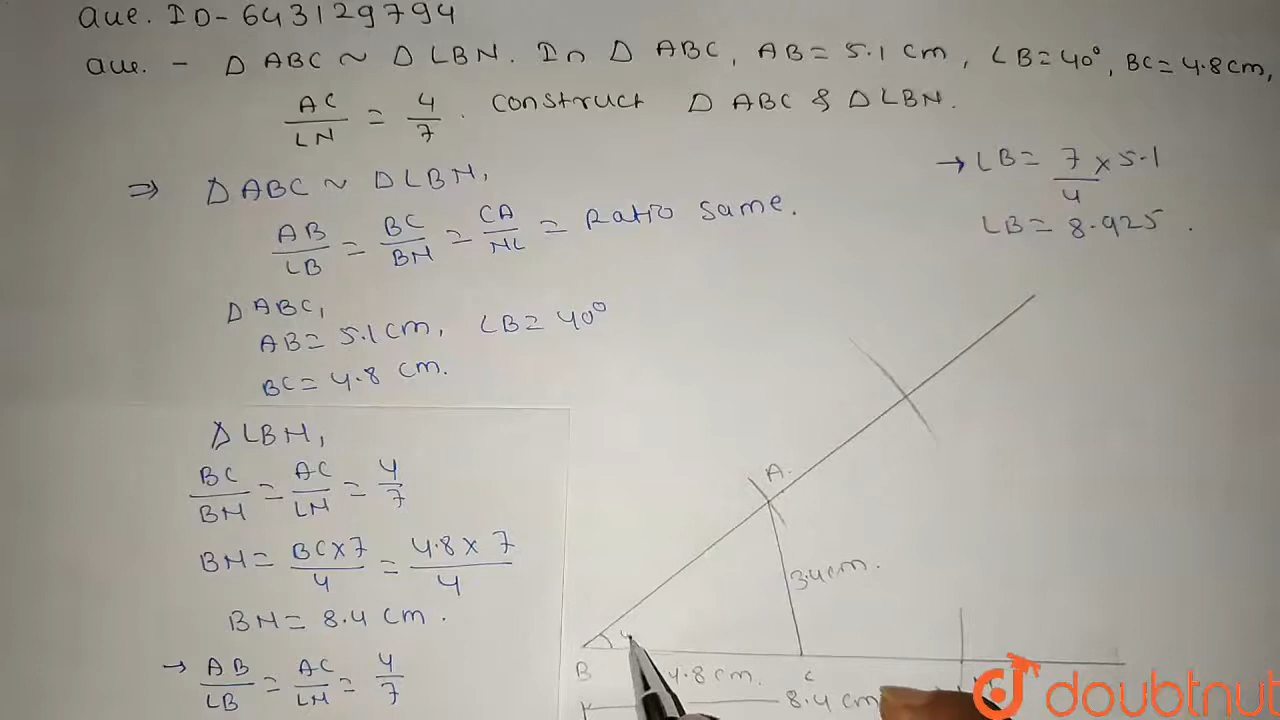 Que. ID- 643129794
Que. - Δ ABC ~ Δ LBN. In Δ ABC, AB = 5.1 cm, ∠B = 40°, BC = 4.8 cm,
AC/LN = 4/7. construct Δ ABC & Δ LBN.
⇒ Δ ABC ~ Δ LBN,
AB/LB = BC/BN = CA/NL = Ratio same.
Δ ABC,
AB = 5.1 cm, ∠B = 40°
BC = 4.8 cm.
Δ LBN,
BC/BN = AC/LN = 4/7
BN = BC×7/4 = 4.8×7/4
BN = 8.4 cm.
→ AB/LB = AC/LN = 4/7
→ LB = 7/4 × 5.1
LB = 8.925.
A.
3.4cm.
B
4.8 cm.
C
8.4 cm
doubtnut